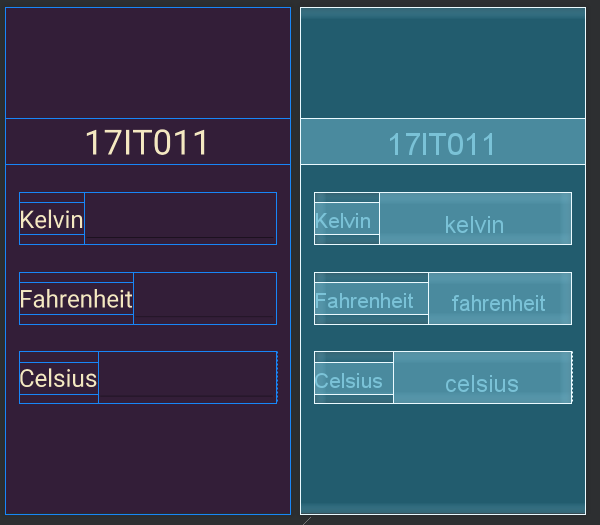 17IT011
Kelvin
Fahrenheit
Celsius
17IT011
Kelvin kelvin
Fahrenheit fahrenheit
Celsius celsius